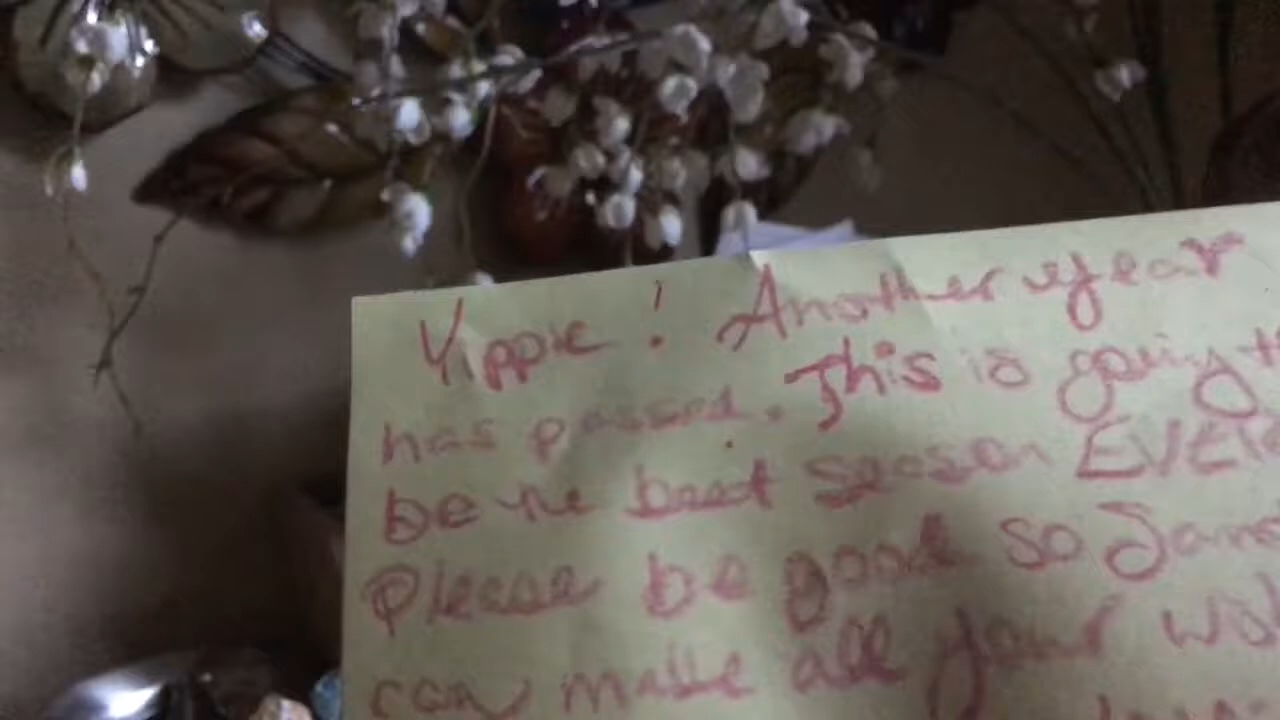 Yippie! Another year
has passed. This is going
be the best season EVER
Please be good so
can make all your